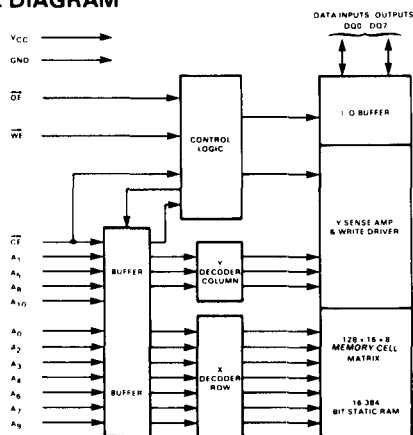 DIAGRAM
DATA INPUTS OUTPUTS
DQ0 DQ7
VCC
GND
OE
WE
CONTROL
LOGIC
I O BUFFER
Y SENSE AMP
& WRITE DRIVER
CE
A1
A5
A8
A10
BUFFER
Y
DECODER
COLUMN
A0
A2
A3
A4
A6
A7
A9
BUFFER
X
DECODER
ROW
128 x 16 x 8
MEMORY CELL
MATRIX
16 384
BIT STATIC RAM